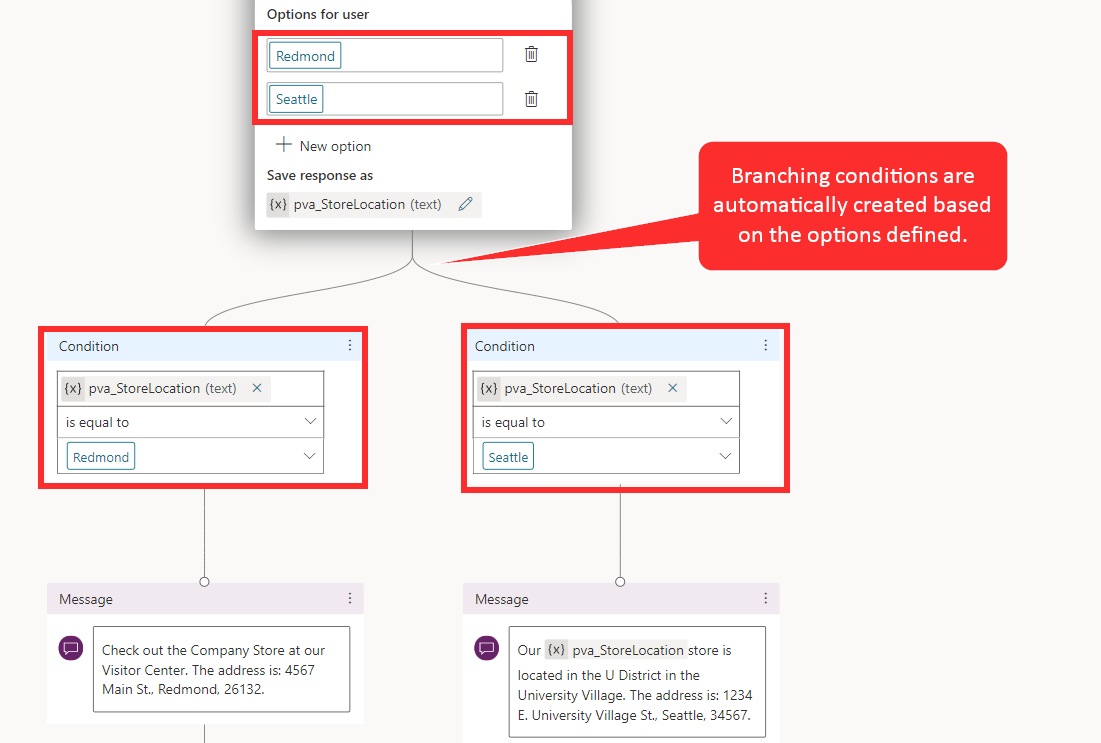 Options for user
Redmond
Seattle
New option
Save response as
{x} pva_StoreLocation (text)
Branching conditions are
automatically created based
on the options defined.
Condition
{x} pva_StoreLocation (text)
is equal to
Redmond
Condition
{x} pva_StoreLocation (text)
is equal to
Seattle
Message
Check out the Company Store at our
Visitor Center. The address is: 4567
Main St., Redmond, 26132.
Message
Our {x} pva_StoreLocation store is
located in the U District in the
University Village. The address is: 1234
E. University Village St., Seattle, 34567.